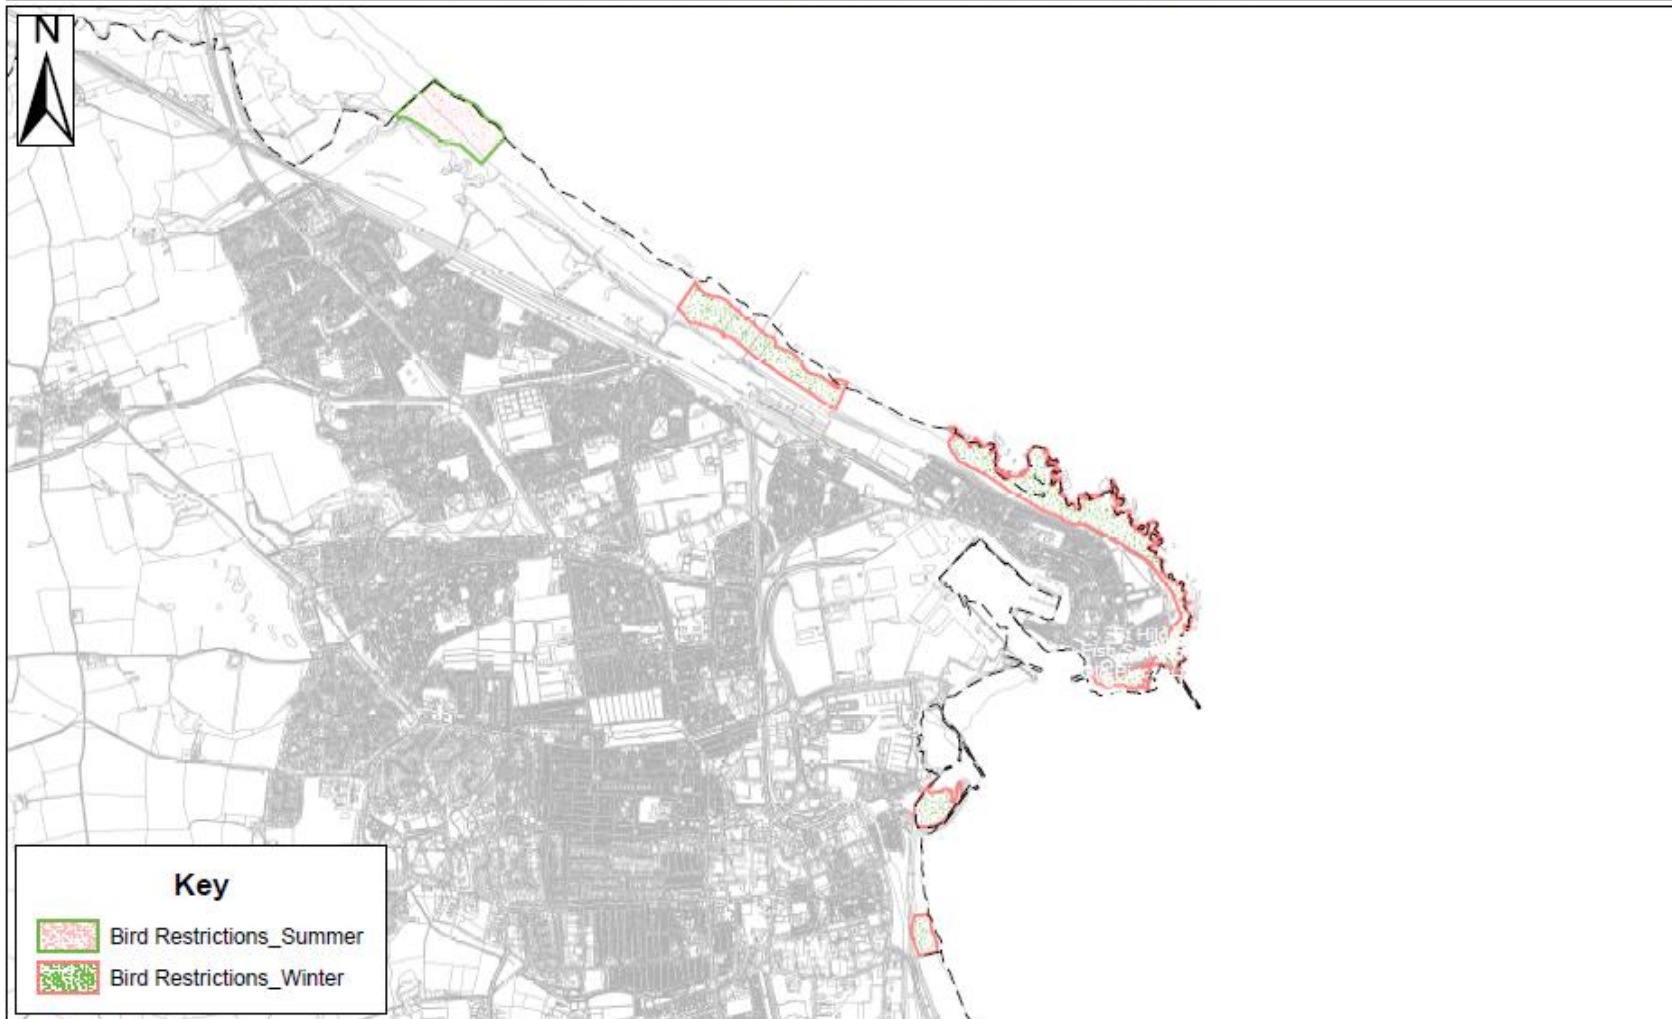 N
Key
Bird Restrictions_Summer
Bird Restrictions_Winter